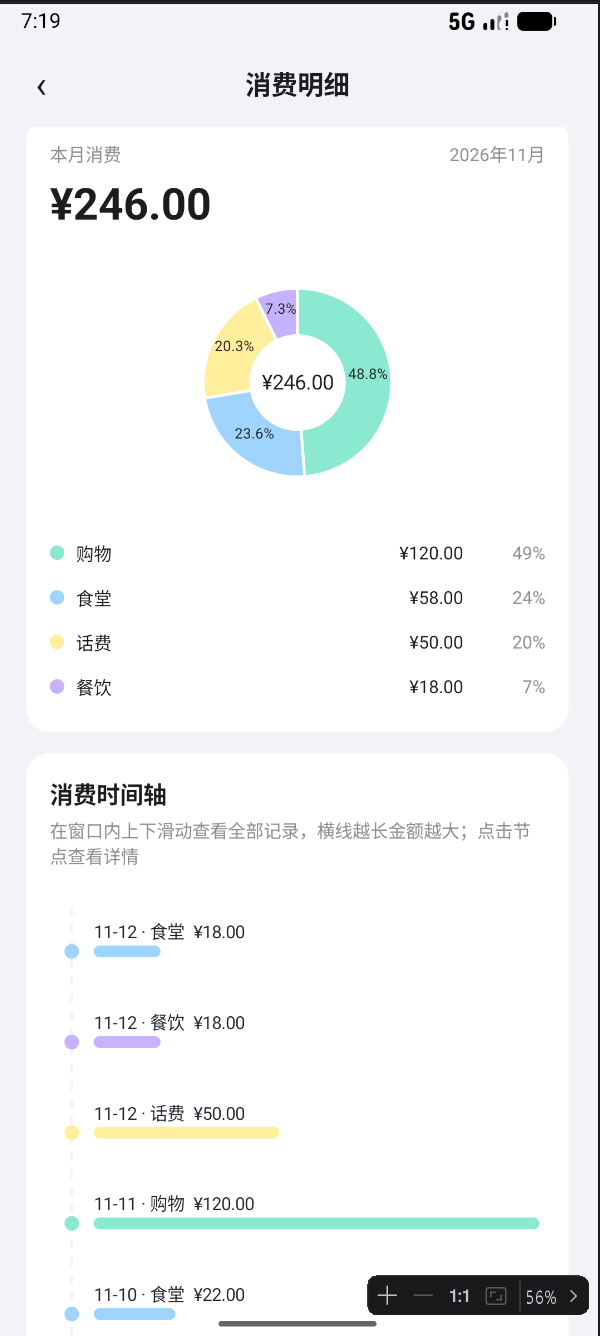 7:19
5G
‹
消费明细
本月消费 2026年11月
¥246.00
7.3%
20.3%
48.8%
¥246.00
23.6%
购物 ¥120.00 49%
食堂 ¥58.00 24%
话费 ¥50.00 20%
餐饮 ¥18.00 7%
消费时间轴
在窗口内上下滑动查看全部记录，横线越长金额越大；点击节
点查看详情
11-12 · 食堂 ¥18.00
11-12 · 餐饮 ¥18.00
11-12 · 话费 ¥50.00
11-11 · 购物 ¥120.00
11-10 · 食堂 ¥22.00
1:1 56%